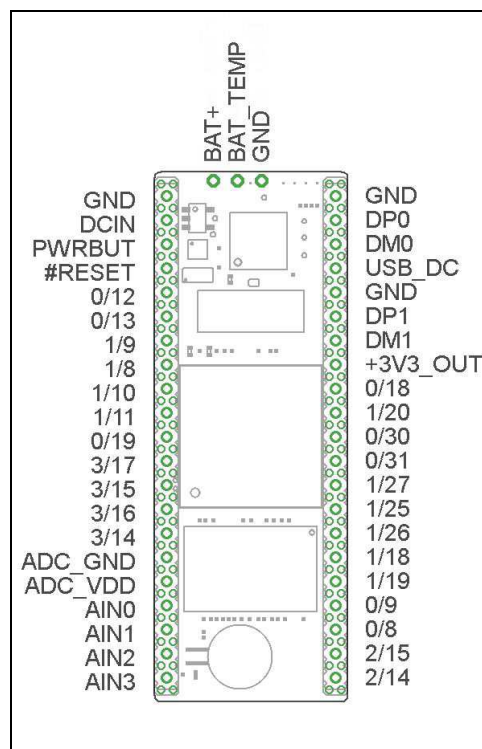 BAT+
BAT_TEMP
GND
GND
DCIN
PWRBUT
#RESET
0/12
0/13
1/9
1/8
1/10
1/11
0/19
3/17
3/15
3/16
3/14
ADC_GND
ADC_VDD
AIN0
AIN1
AIN2
AIN3
GND
DP0
DM0
USB_DC
GND
DP1
DM1
+3V3_OUT
0/18
1/20
0/30
0/31
1/27
1/25
1/26
1/18
1/19
0/9
0/8
2/15
2/14